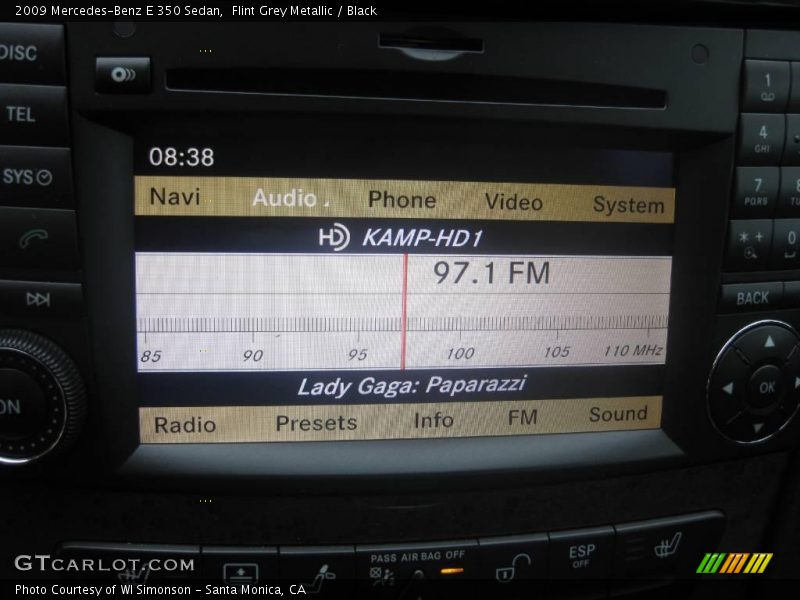 2009 Mercedes-Benz E 350 Sedan,  Flint Grey Metallic / Black
DISC
TEL
SYS
ON
08:38
Navi Audio Phone Video System
HD KAMP-HD1
97.1 FM
85 90 95 100 105 110 MHz
Lady Gaga: Paparazzi
Radio Presets Info FM Sound
1
4 GHI
7 PQRS
8
* +
0
BACK
OK
PASS AIR BAG OFF
ESP OFF
GTCARLOT.COM
Photo Courtesy of WI Simonson - Santa Monica, CA